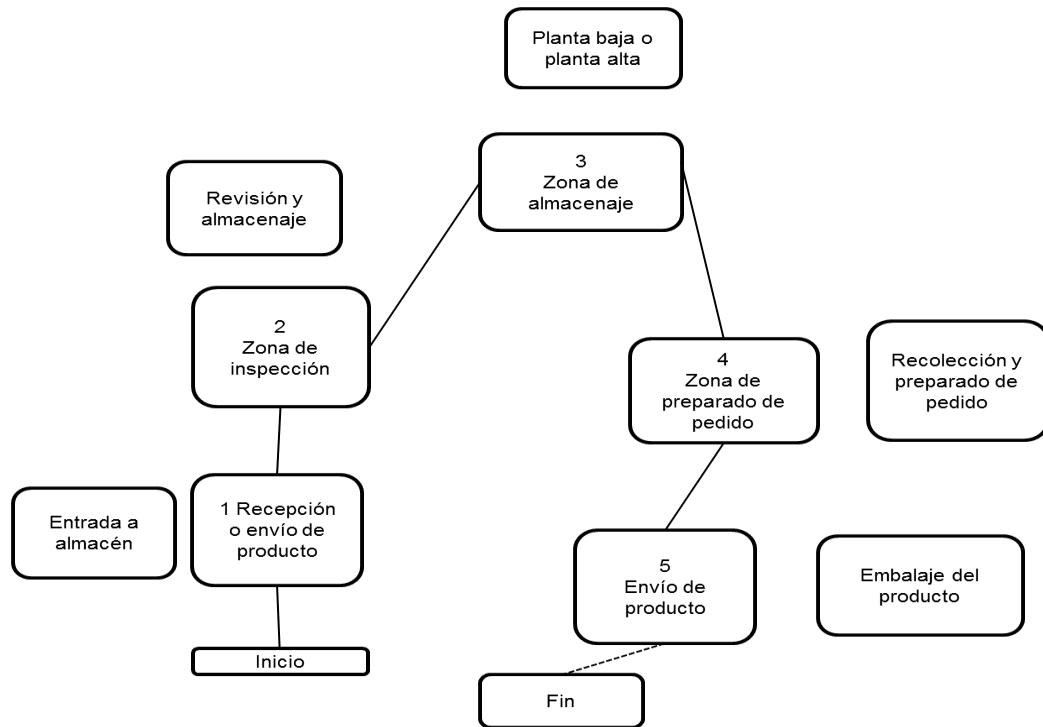 Planta baja o
planta alta
3
Zona de
almacenaje
Revisión y
almacenaje
2
Zona de
inspección
4
Zona de
preparado de
pedido
Recolección y
preparado de
pedido
Entrada a
almacén
1 Recepción
o envío de
producto
5
Envío de
producto
Embalaje del
producto
Inicio
Fin